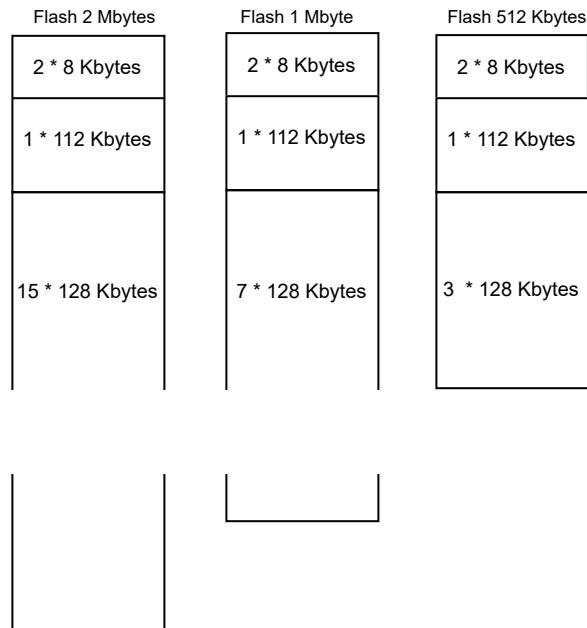 Flash 2 Mbytes
2 * 8 Kbytes
1 * 112 Kbytes
15 * 128 Kbytes
Flash 1 Mbyte
2 * 8 Kbytes
1 * 112 Kbytes
7 * 128 Kbytes
Flash 512 Kbytes
2 * 8 Kbytes
1 * 112 Kbytes
3  * 128 Kbytes